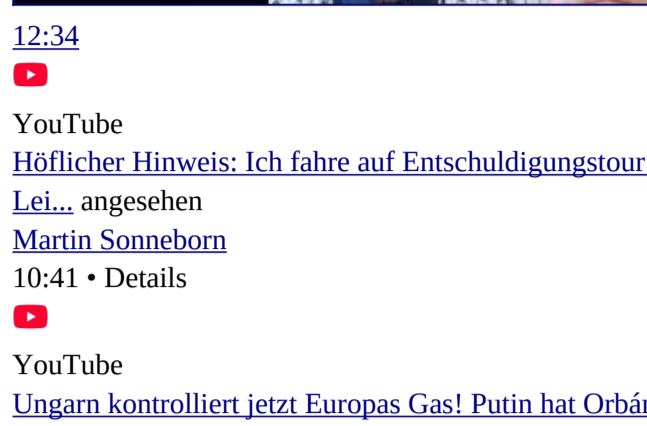 12:34
YouTube
Höflicher Hinweis: Ich fahre auf Entschuldigungstour
Lei... angesehen
Martin Sonneborn
10:41 • Details
YouTube
Ungarn kontrolliert jetzt Europas Gas! Putin hat